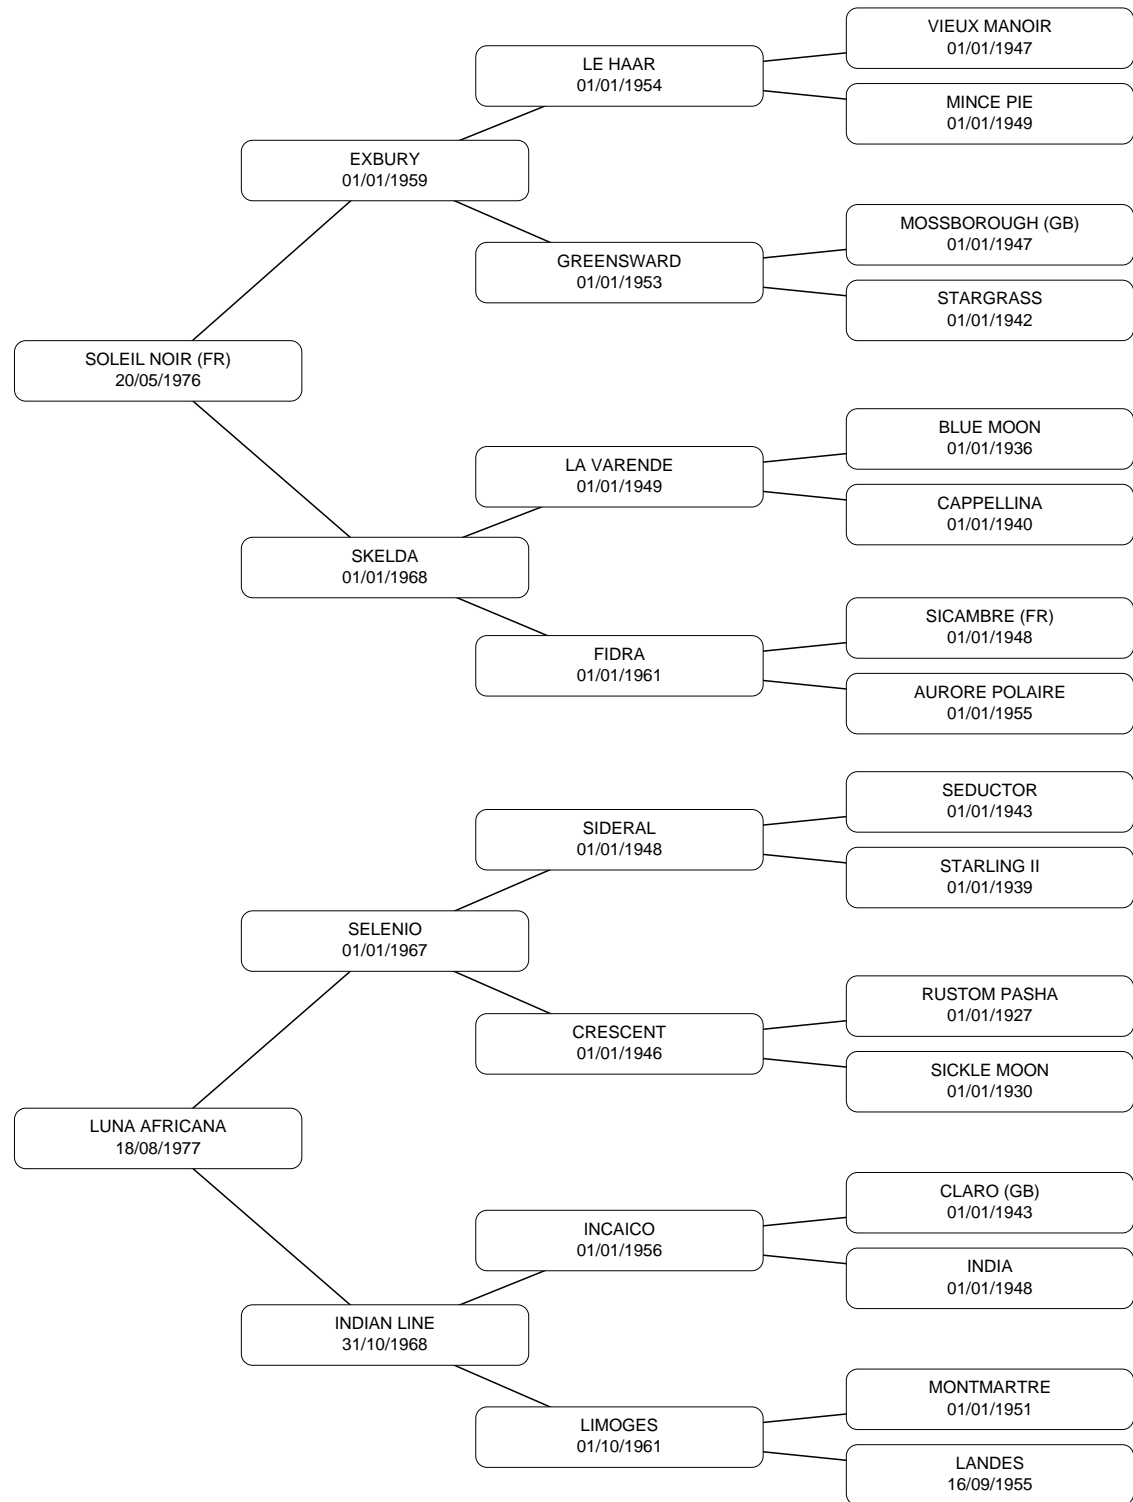 VIEUX MANOIR
01/01/1947
LE HAAR
01/01/1954
MINCE PIE
01/01/1949
EXBURY
01/01/1959
MOSSBOROUGH (GB)
01/01/1947
GREENSWARD
01/01/1953
STARGRASS
01/01/1942
SOLEIL NOIR (FR)
20/05/1976
BLUE MOON
01/01/1936
LA VARENDE
01/01/1949
CAPPELLINA
01/01/1940
SKELDA
01/01/1968
SICAMBRE (FR)
01/01/1948
FIDRA
01/01/1961
AURORE POLAIRE
01/01/1955
SEDUCTOR
01/01/1943
SIDERAL
01/01/1948
STARLING II
01/01/1939
SELENIO
01/01/1967
RUSTOM PASHA
01/01/1927
CRESCENT
01/01/1946
SICKLE MOON
01/01/1930
LUNA AFRICANA
18/08/1977
CLARO (GB)
01/01/1943
INCAICO
01/01/1956
INDIA
01/01/1948
INDIAN LINE
31/10/1968
MONTMARTRE
01/01/1951
LIMOGES
01/10/1961
LANDES
16/09/1955